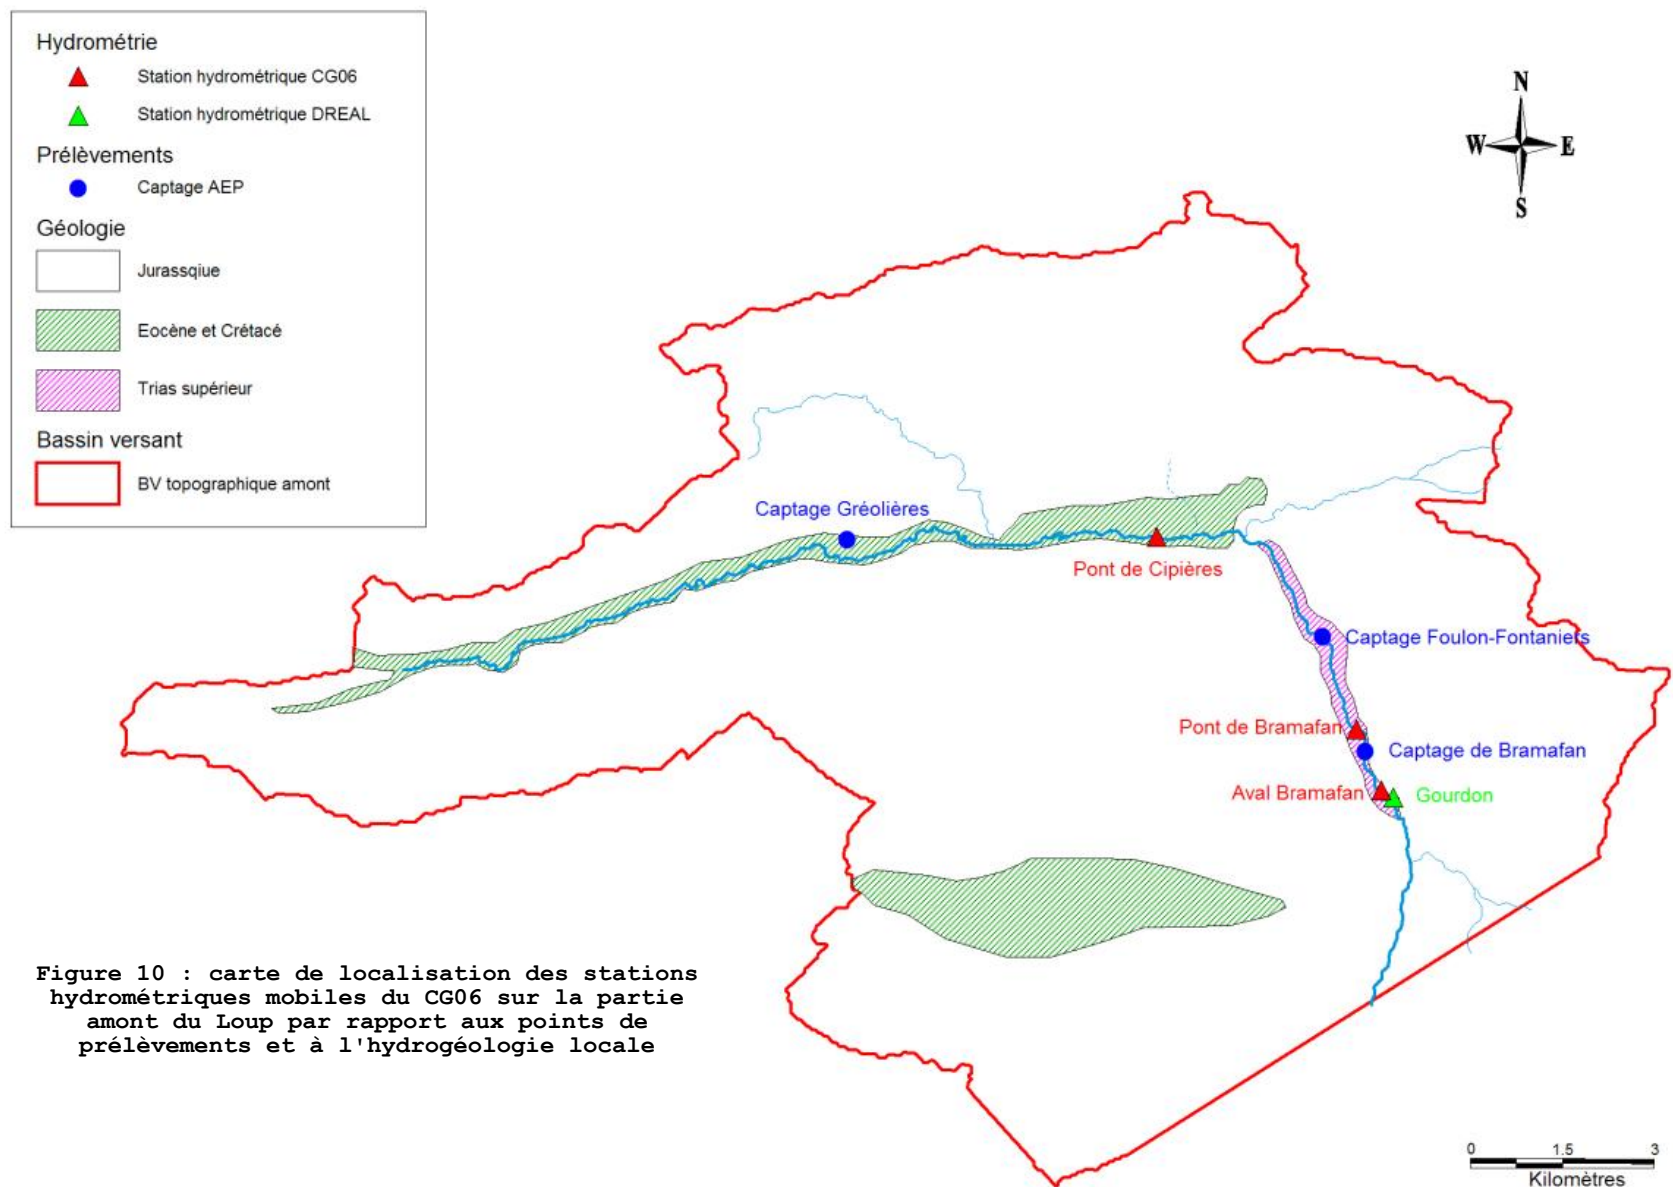 Hydrométrie
Station hydrométrique CG06
Station hydrométrique DREAL
Prélèvements
Captage AEP
Géologie
Jurassqiue
Eocène et Crétacé
Trias supérieur
Bassin versant
BV topographique amont
N
W
E
S
Captage Gréolières
Pont de Cipières
Captage Foulon-Fontaniers
Pont de Bramafan
Captage de Bramafan
Aval Bramafan
Gourdon
Figure 10 : carte de localisation des stations
hydrométriques mobiles du CG06 sur la partie
amont du Loup par rapport aux points de
prélèvements et à l'hydrogéologie locale
0 1.5 3
Kilomètres